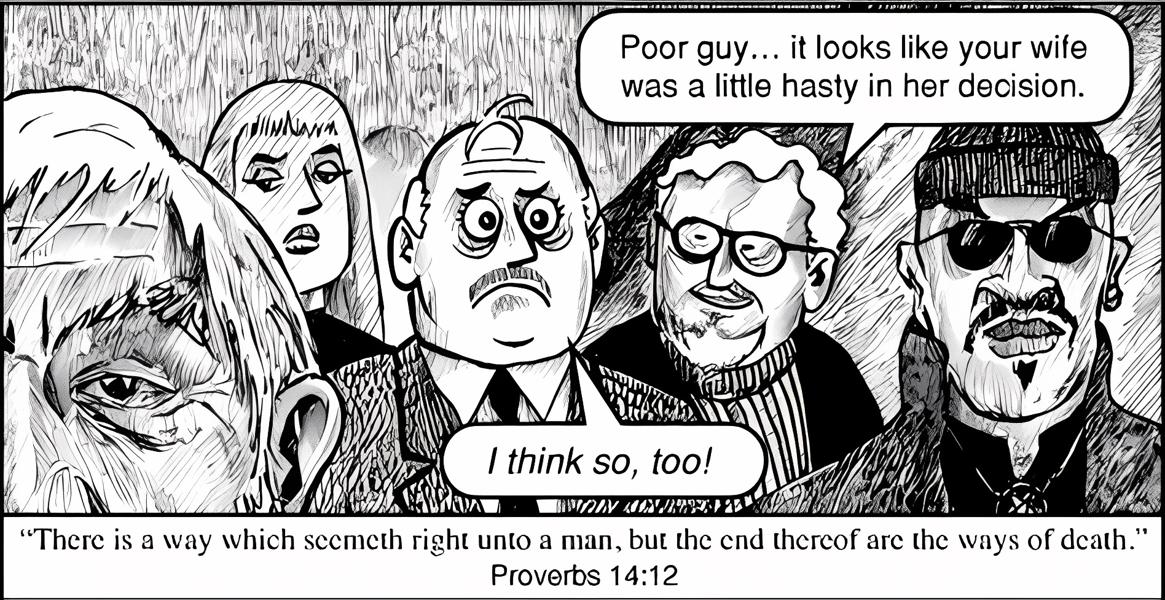 Poor guy... it looks like your wife
was a little hasty in her decision.
I think so, too!
“There is a way which seemeth right unto a man, but the end thereof are the ways of death.”
Proverbs 14:12